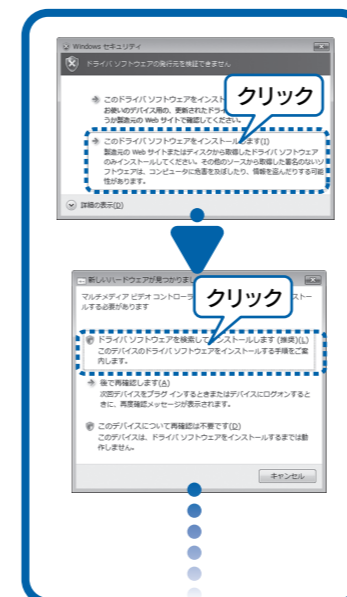 Windows セキュリティ
ドライバ ソフトウェアの発行元を検証できません
このドライバ ソフトウェアをインスト
お使いのデバイス用の、更新されたドラ
うか製造元の Web サイトで確認してください。
クリック
このドライバ ソフトウェアをインストールします(I)
製造元の Web サイトまたはディスクから取得したドライバ ソフトウェア
のみインストールしてください。その他のソースから取得した署名のないソ
フトウェアは、コンピュータに危害を及ぼしたり、情報を盗んだりする可能
性があります。
詳細の表示(D)
新しいハードウェアが見つかりまし
マルチメディア ビデオ コントローラ
ストー
ルする必要があります
クリック
ドライバ ソフトウェアを検索してインストールします (推奨)(L)
このデバイスのドライバ ソフトウェアをインストールする手順をご案
内します。
後で再確認します(A)
次回デバイスをプラグ インするときまたはデバイスにログオンすると
きに、再度確認メッセージが表示されます。
このデバイスについて再確認は不要です(D)
このデバイスは、ドライバ ソフトウェアをインストールするまでは動
作しません。
キャンセル